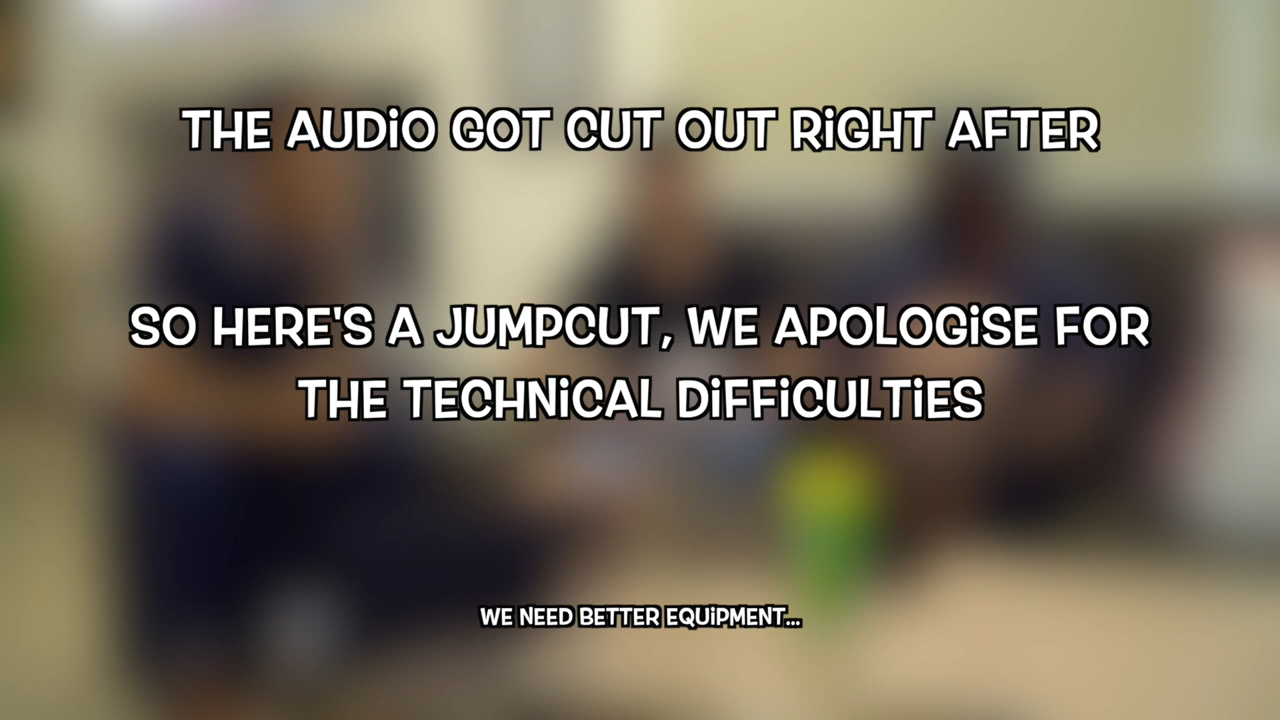 THE AUDiO GOT CUT OUT RiGHT AFTER
SO HERE'S A JUMPCUT, WE APOLOGiSE FOR
THE TECHNiCAL DiFFiCULTiES
WE NEED BETTER EQUiPMENT...